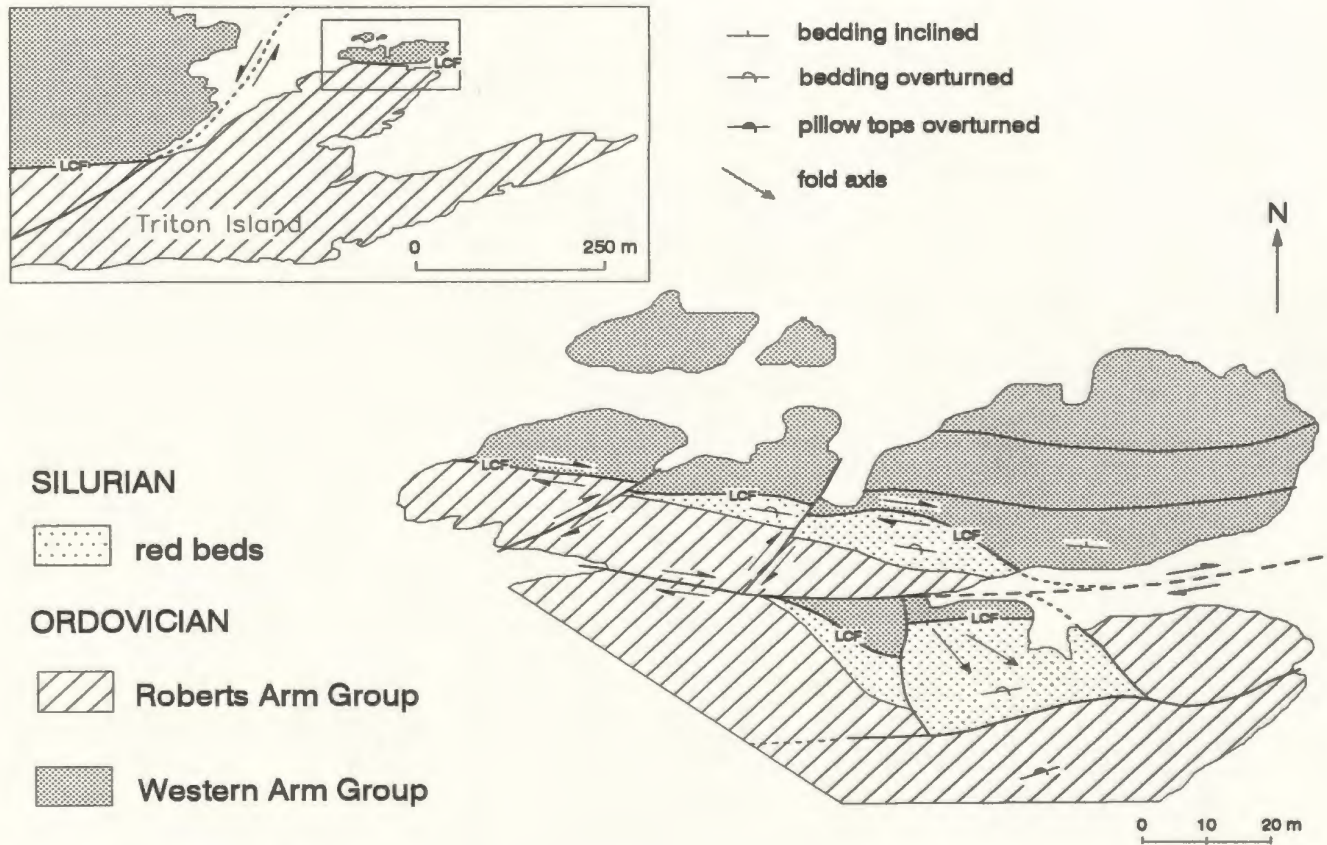 LCF
LCF
Triton Island
0 250 m
bedding inclined
bedding overturned
pillow tops overturned
fold axis
N
SILURIAN
red beds
ORDOVICIAN
Roberts Arm Group
Western Arm Group
LCF
LCF
LCF
LCF
LCF
0 10 20 m